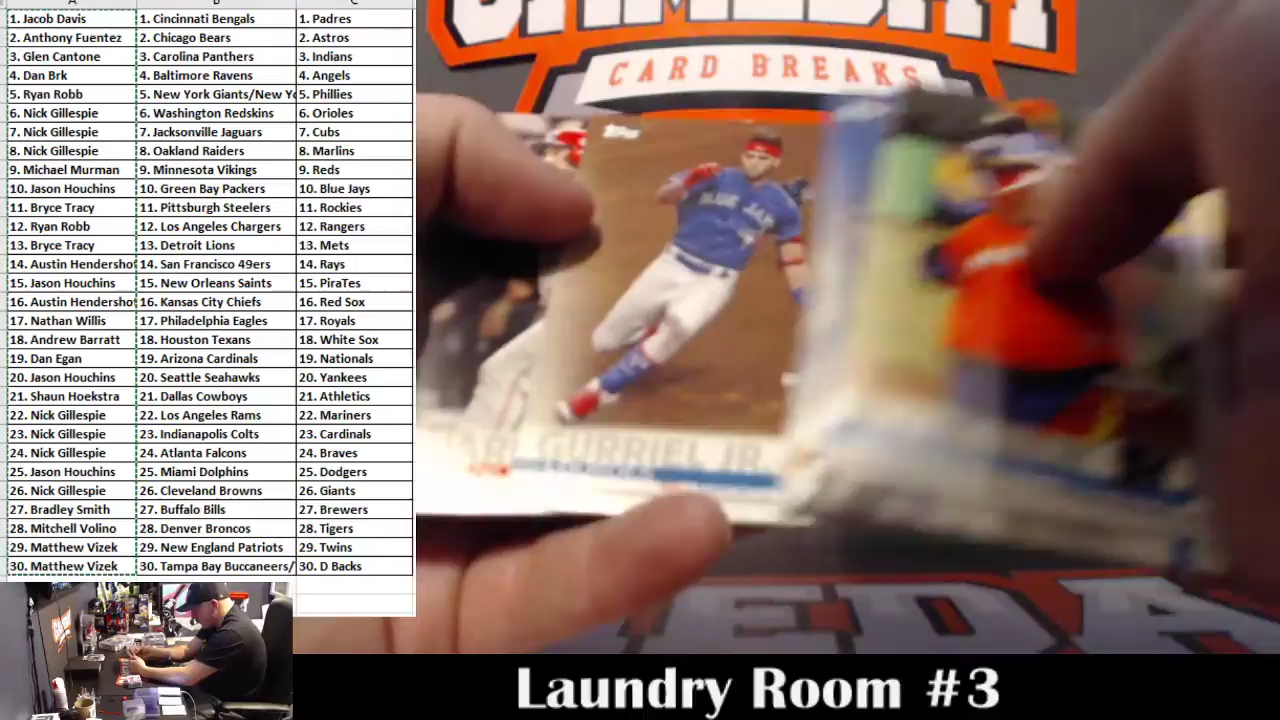 1. Jacob Davis 1. Cincinnati Bengals 1. Padres
2. Anthony Fuentez 2. Chicago Bears 2. Astros
3. Glen Cantone 3. Carolina Panthers 3. Indians
4. Dan Brk 4. Baltimore Ravens 4. Angels
5. Ryan Robb 5. New York Giants/New Yo 5. Phillies
6. Nick Gillespie 6. Washington Redskins 6. Orioles
7. Nick Gillespie 7. Jacksonville Jaguars 7. Cubs
8. Nick Gillespie 8. Oakland Raiders 8. Marlins
9. Michael Murman 9. Minnesota Vikings 9. Reds
10. Jason Houchins 10. Green Bay Packers 10. Blue Jays
11. Bryce Tracy 11. Pittsburgh Steelers 11. Rockies
12. Ryan Robb 12. Los Angeles Chargers 12. Rangers
13. Bryce Tracy 13. Detroit Lions 13. Mets
14. Austin Hendershot 14. San Francisco 49ers 14. Rays
15. Jason Houchins 15. New Orleans Saints 15. PiraTes
16. Austin Hendershot 16. Kansas City Chiefs 16. Red Sox
17. Nathan Willis 17. Philadelphia Eagles 17. Royals
18. Andrew Barratt 18. Houston Texans 18. White Sox
19. Dan Egan 19. Arizona Cardinals 19. Nationals
20. Jason Houchins 20. Seattle Seahawks 20. Yankees
21. Shaun Hoekstra 21. Dallas Cowboys 21. Athletics
22. Nick Gillespie 22. Los Angeles Rams 22. Mariners
23. Nick Gillespie 23. Indianapolis Colts 23. Cardinals
24. Nick Gillespie 24. Atlanta Falcons 24. Braves
25. Jason Houchins 25. Miami Dolphins 25. Dodgers
26. Nick Gillespie 26. Cleveland Browns 26. Giants
27. Bradley Smith 27. Buffalo Bills 27. Brewers
28. Mitchell Volino 28. Denver Broncos 28. Tigers
29. Matthew Vizek 29. New England Patriots 29. Twins
30. Matthew Vizek 30. Tampa Bay Buccaneers/ 30. D Backs
GAMEDAY
CARD BREAKS
Topps
BLUE JAY
GURRIEL JR.
MEDA
Laundry Room #3